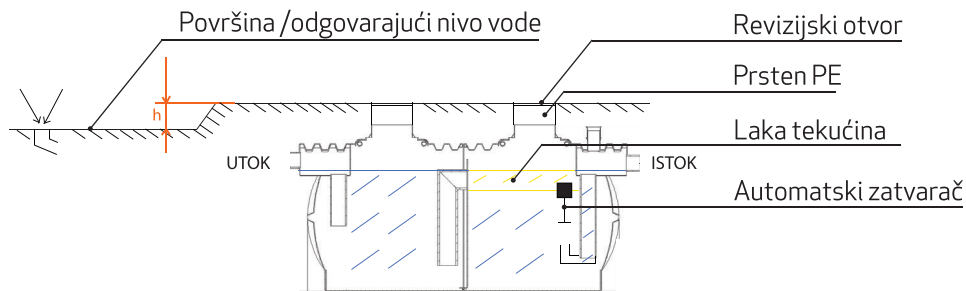 Površina /odgovarajući nivo vode
Revizijski otvor
Prsten PE
h
Laka tekućina
UTOK
ISTOK
Automatski zatvarač